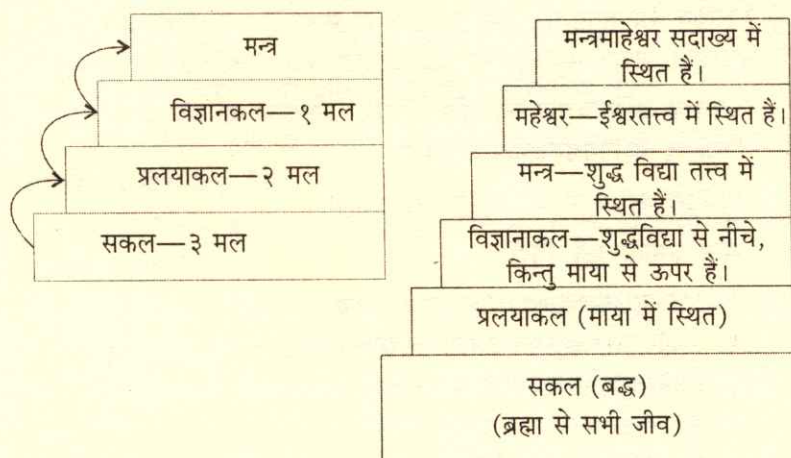 मन्त्र
विज्ञानकल—१ मल
प्रलयाकल—२ मल
सकल—३ मल
मन्त्रमाहेश्वर सदाख्य में
स्थित हैं।
महेश्वर—ईश्वरतत्त्व में स्थित हैं।
मन्त्र—शुद्ध विद्या तत्त्व में
स्थित हैं।
विज्ञानाकल—शुद्धविद्या से नीचे,
किन्तु माया से ऊपर हैं।
प्रलयाकल (माया में स्थित)
सकल (बद्ध)
(ब्रह्मा से सभी जीव)